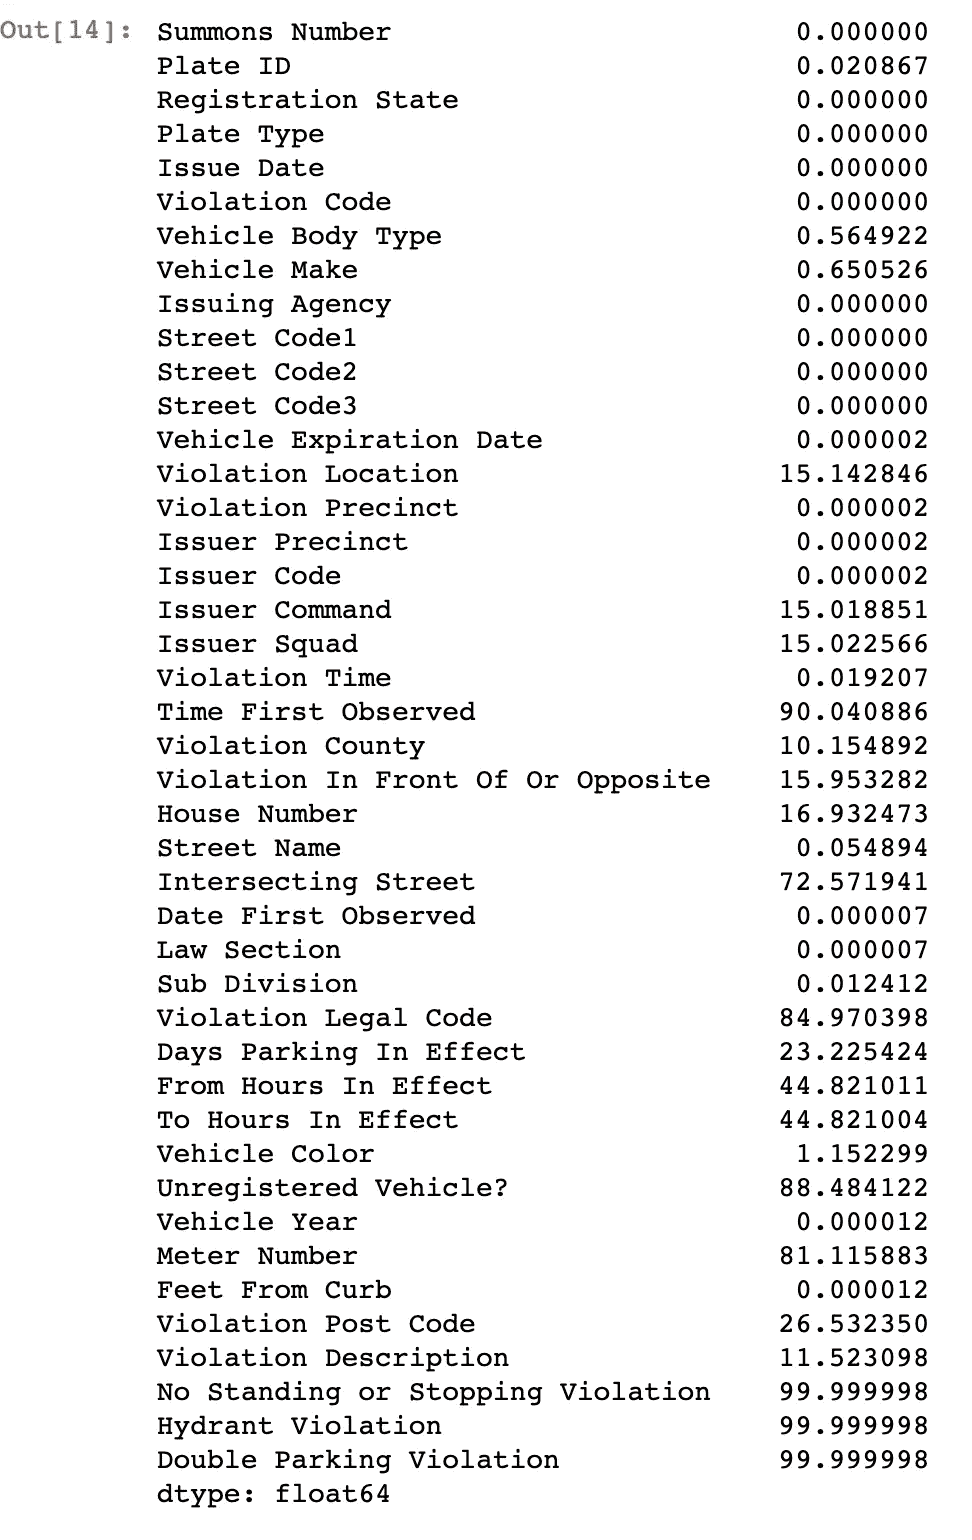 Out[14]: Summons Number 0.000000
Plate ID 0.020867
Registration State 0.000000
Plate Type 0.000000
Issue Date 0.000000
Violation Code 0.000000
Vehicle Body Type 0.564922
Vehicle Make 0.650526
Issuing Agency 0.000000
Street Code1 0.000000
Street Code2 0.000000
Street Code3 0.000000
Vehicle Expiration Date 0.000002
Violation Location 15.142846
Violation Precinct 0.000002
Issuer Precinct 0.000002
Issuer Code 0.000002
Issuer Command 15.018851
Issuer Squad 15.022566
Violation Time 0.019207
Time First Observed 90.040886
Violation County 10.154892
Violation In Front Of Or Opposite 15.953282
House Number 16.932473
Street Name 0.054894
Intersecting Street 72.571941
Date First Observed 0.000007
Law Section 0.000007
Sub Division 0.012412
Violation Legal Code 84.970398
Days Parking In Effect 23.225424
From Hours In Effect 44.821011
To Hours In Effect 44.821004
Vehicle Color 1.152299
Unregistered Vehicle? 88.484122
Vehicle Year 0.000012
Meter Number 81.115883
Feet From Curb 0.000012
Violation Post Code 26.532350
Violation Description 11.523098
No Standing or Stopping Violation 99.999998
Hydrant Violation 99.999998
Double Parking Violation 99.999998
dtype: float64